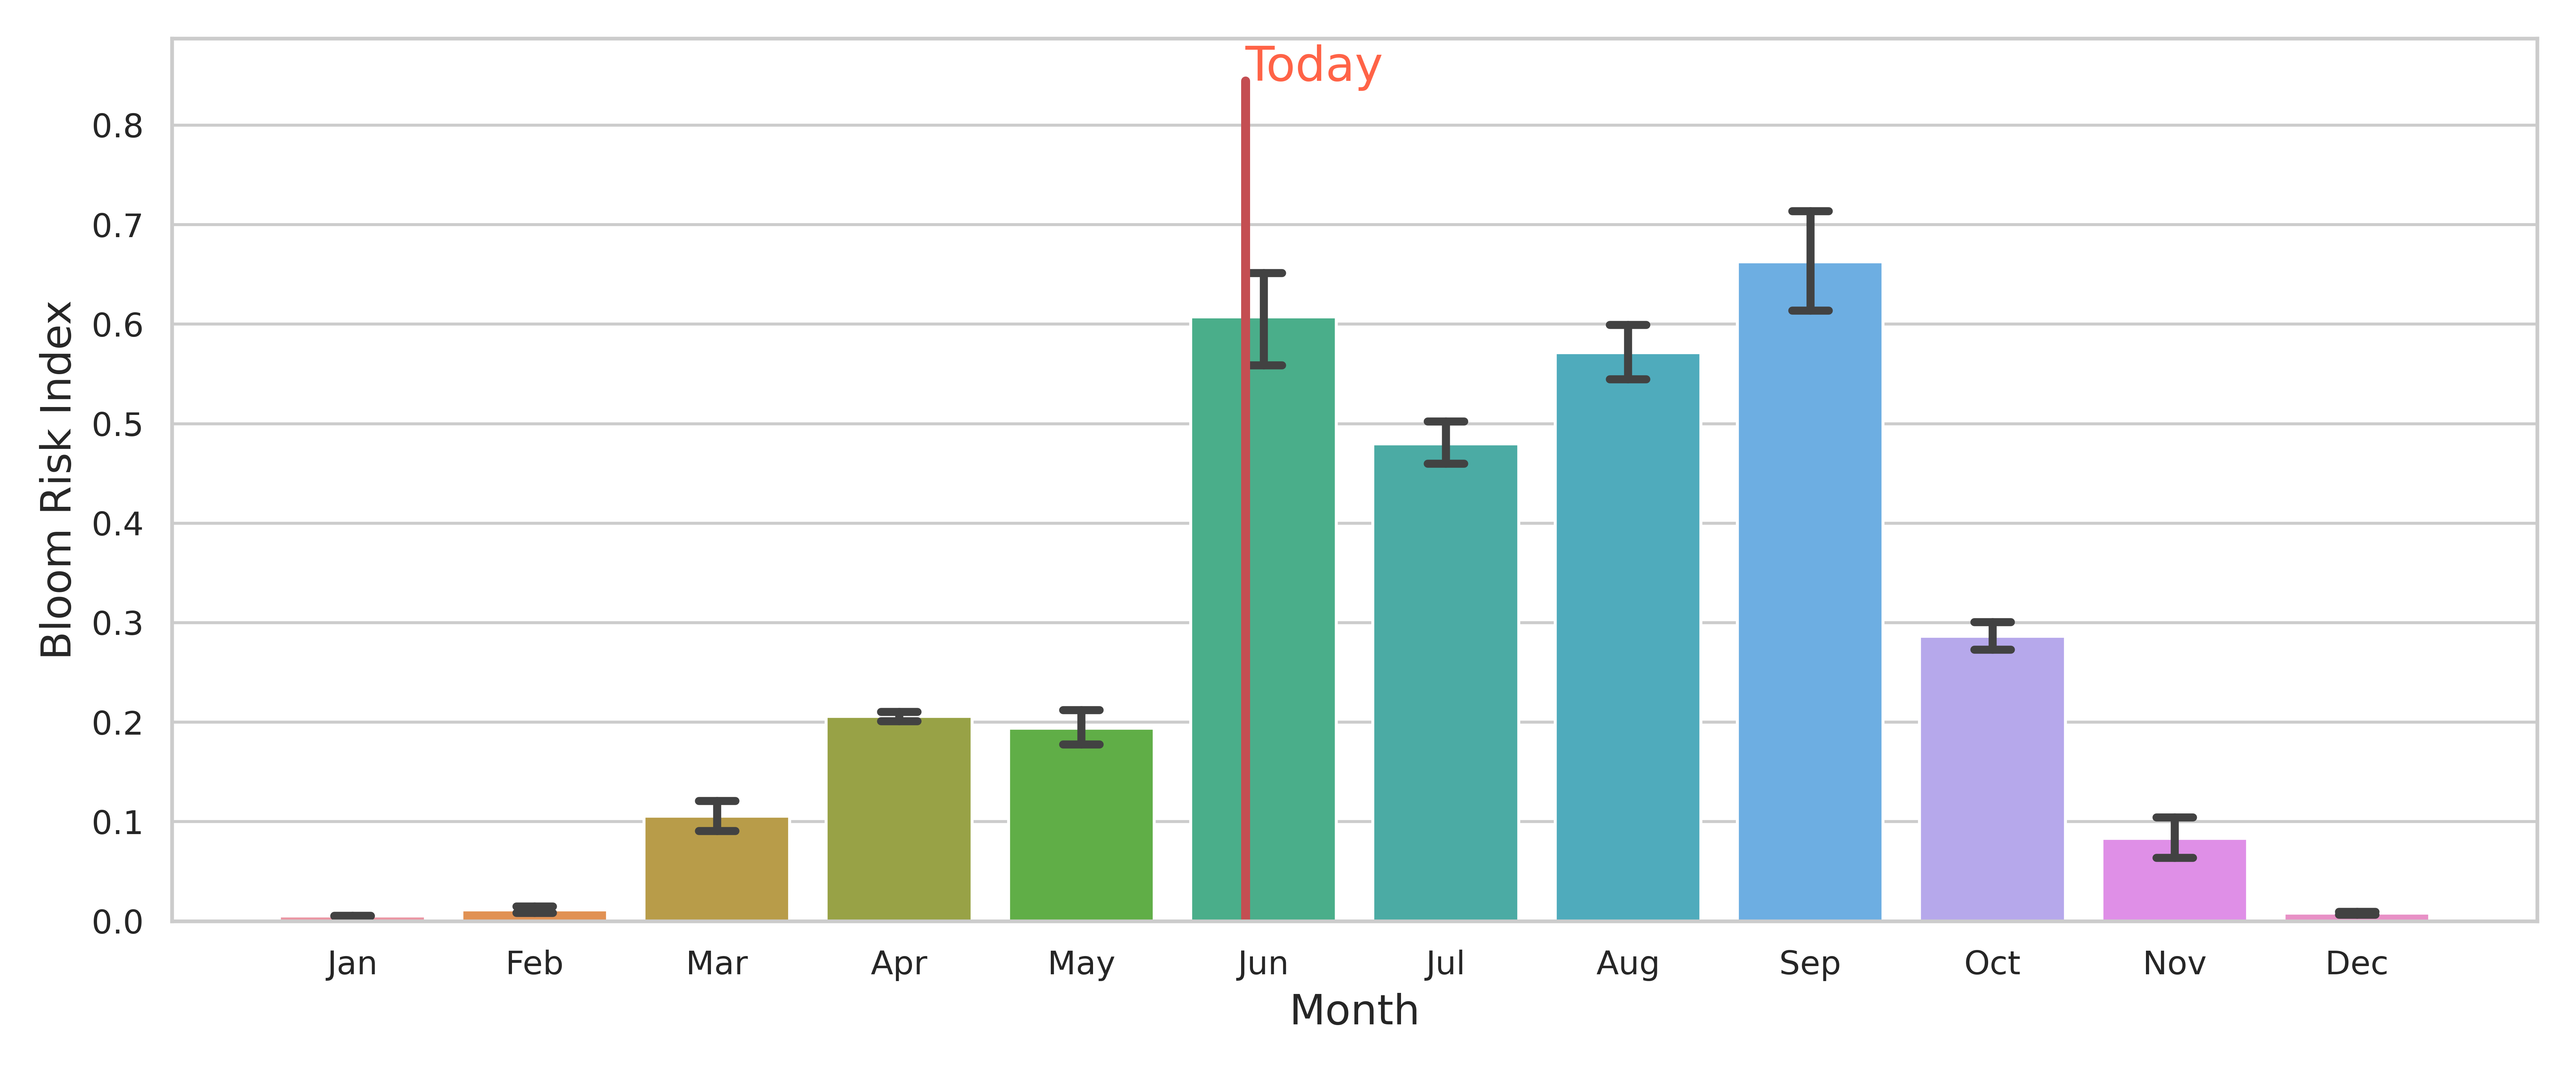 Today
Bloom Risk Index
0.8
0.7
0.6
0.5
0.4
0.3
0.2
0.1
0.0
Jan Feb Mar Apr May Jun Jul Aug Sep Oct Nov Dec
Month